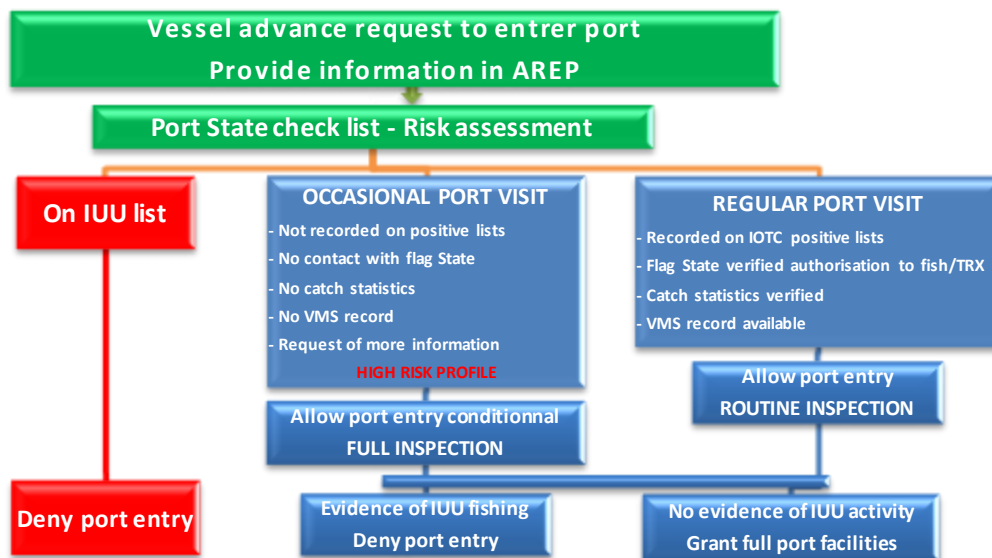 Vessel advance request to entrer port
Provide information in AREP
Port State check list - Risk assessment
On IUU list
OCCASIONAL PORT VISIT
- Not recorded on positive lists
- No contact with flag State
- No catch statistics
- No VMS record
- Request of more information
HIGH RISK PROFILE
REGULAR PORT VISIT
- Recorded on IOTC positive lists
- Flag State verified authorisation to fish/TRX
- Catch statistics verified
- VMS record available
Allow port entry conditionnal
FULL INSPECTION
Allow port entry
ROUTINE INSPECTION
Deny port entry
Evidence of IUU fishing
Deny port entry
No evidence of IUU activity
Grant full port facilities